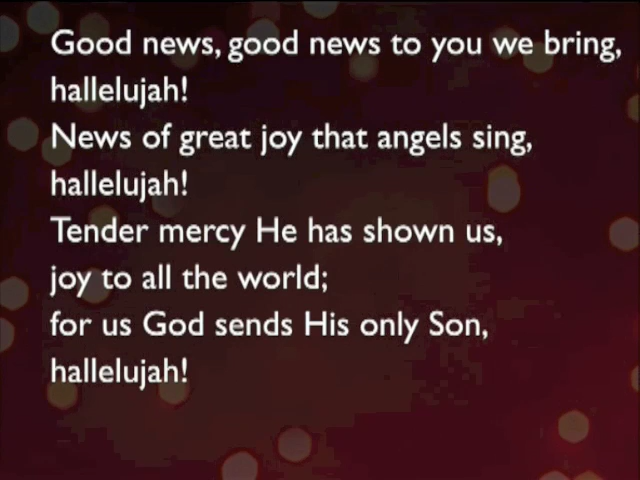 Good news, good news to you we bring,
hallelujah!
News of great joy that angels sing,
hallelujah!
Tender mercy He has shown us,
joy to all the world;
for us God sends His only Son,
hallelujah!